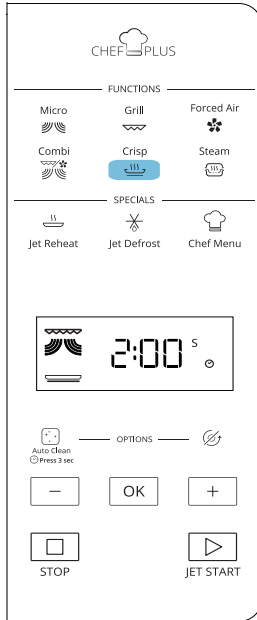 CHEF PLUS
FUNCTIONS
Micro Grill Forced Air
Combi Crisp Steam
SPECIALS
Jet Reheat Jet Defrost Chef Menu
2:00 S
OPTIONS
Auto Clean
Press 3 sec
− OK +
STOP JET START